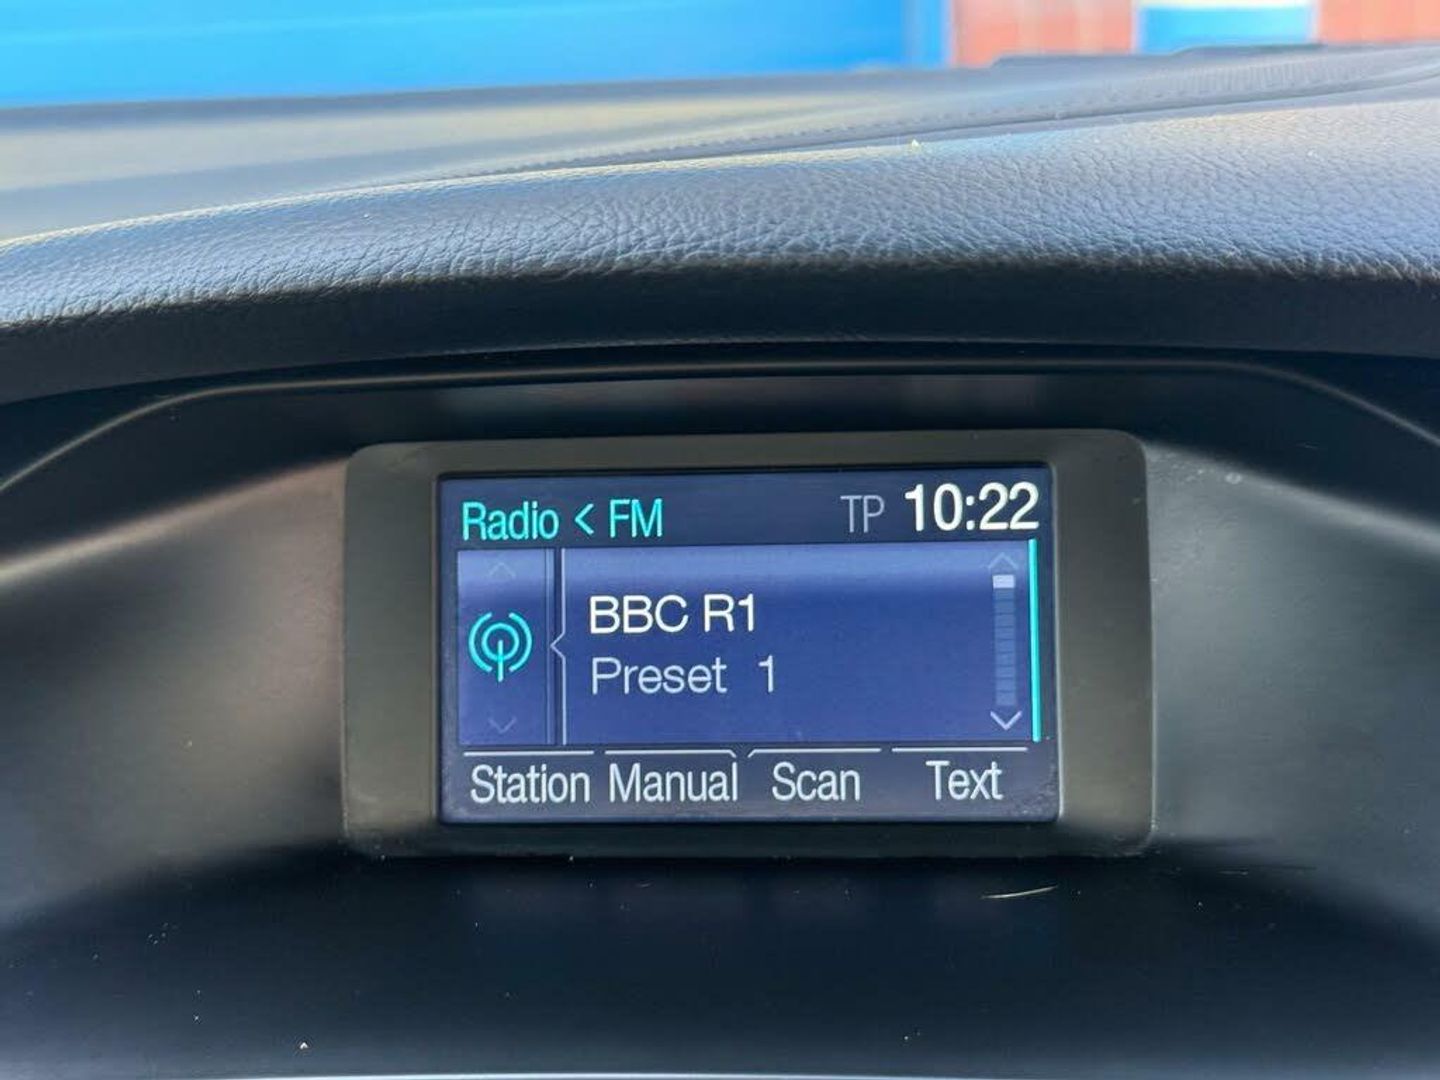 Radio < FM TP 10:22
BBC R1
Preset 1
Station Manual Scan Text